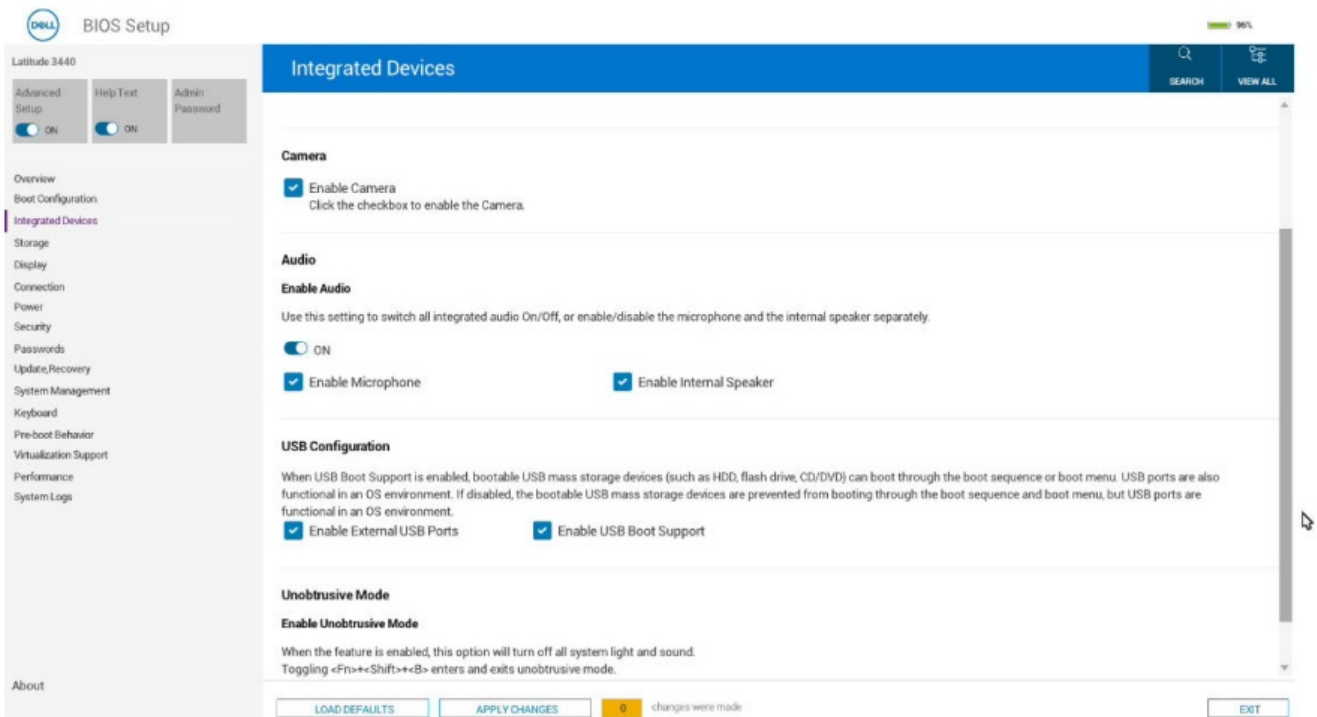 DELL
BIOS Setup
96%
Latitude 3440
Advanced Setup
ON
Help Text
ON
Admin Password
Overview
Boot Configuration
Integrated Devices
Storage
Display
Connection
Power
Security
Passwords
Update,Recovery
System Management
Keyboard
Pre-boot Behavior
Virtualization Support
Performance
System Logs
About
Integrated Devices
SEARCH
VIEW ALL
Camera
Enable Camera
Click the checkbox to enable the Camera.
Audio
Enable Audio
Use this setting to switch all integrated audio On/Off, or enable/disable the microphone and the internal speaker separately.
ON
Enable Microphone
Enable Internal Speaker
USB Configuration
When USB Boot Support is enabled, bootable USB mass storage devices (such as HDD, flash drive, CD/DVD) can boot through the boot sequence or boot menu. USB ports are also
functional in an OS environment. If disabled, the bootable USB mass storage devices are prevented from booting through the boot sequence and boot menu, but USB ports are
functional in an OS environment.
Enable External USB Ports
Enable USB Boot Support
Unobtrusive Mode
Enable Unobtrusive Mode
When the feature is enabled, this option will turn off all system light and sound.
Toggling <Fn>+<Shift>+<B> enters and exits unobtrusive mode.
LOAD DEFAULTS
APPLY CHANGES
0
changes were made
EXIT